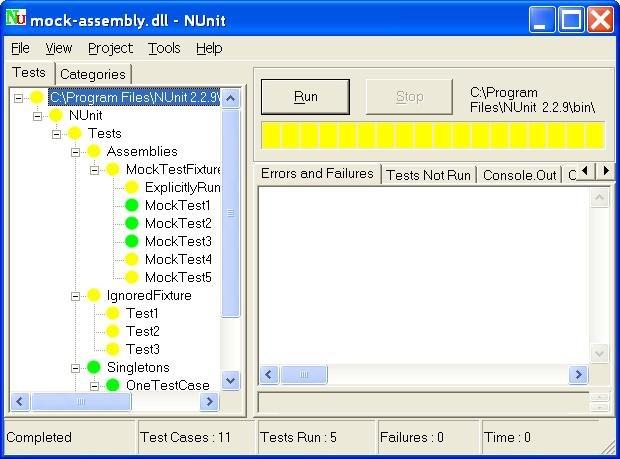 mock-assembly.dll - NUnit
File View Project Tools Help
Tests Categories
C:\Program Files\NUnit 2.2.9\
NUnit
Tests
Assemblies
MockTestFixture
ExplicitlyRun
MockTest1
MockTest2
MockTest3
MockTest4
MockTest5
IgnoredFixture
Test1
Test2
Test3
Singletons
OneTestCase
Run Stop
C:\Program
Files\NUnit 2.2.9\bin\
Errors and Failures Tests Not Run Console.Out
Completed Test Cases : 11 Tests Run : 5 Failures : 0 Time : 0